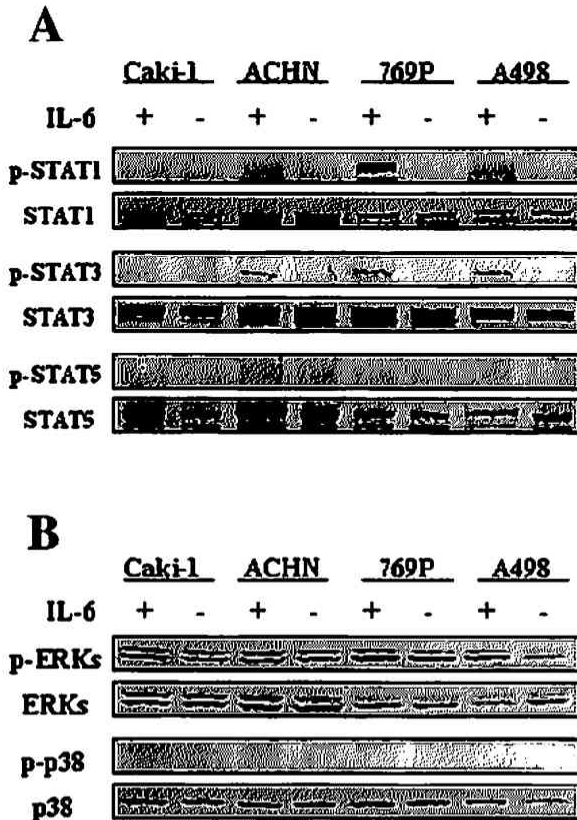 A
Caki-1 ACHN 769P A498
IL-6 + - + - + - + -
p-STAT1
STAT1
p-STAT3
STAT3
p-STAT5
STAT5
B
Caki-1 ACHN 769P A498
IL-6 + - + - + - + -
p-ERKs
ERKs
p-p38
p38